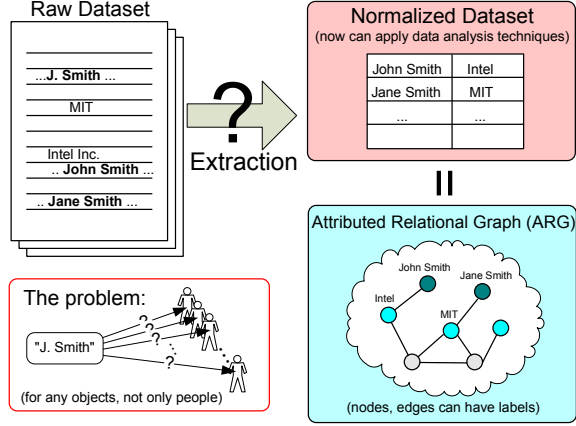 Raw Dataset
...J. Smith ...
MIT
Intel Inc.
.. John Smith ...
.. Jane Smith ...
?
Extraction
Normalized Dataset
(now can apply data analysis techniques)
John Smith Intel
Jane Smith MIT
... ...
Attributed Relational Graph (ARG)
John Smith
Jane Smith
Intel
MIT
(nodes, edges can have labels)
The problem:
"J. Smith"
?
?
?
?
(for any objects, not only people)